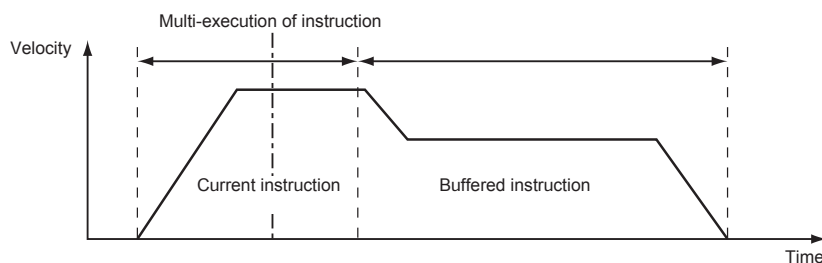 Multi-execution of instruction
Velocity
Current instruction
Buffered instruction
Time